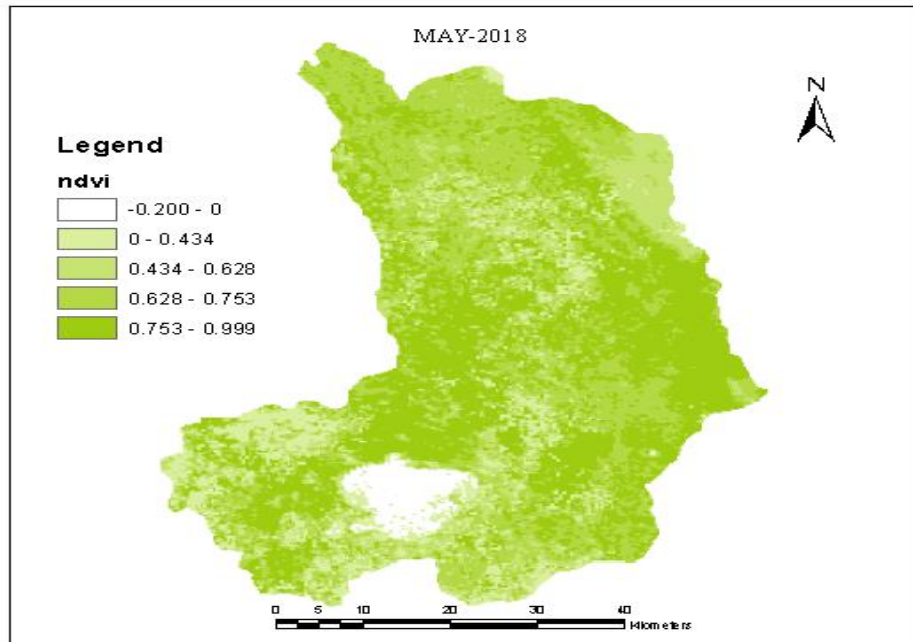 MAY-2018
N
Legend
ndvi
-0.200 - 0
0 - 0.434
0.434 - 0.628
0.628 - 0.753
0.753 - 0.999
0 5 10 20 30 40
Kilometers